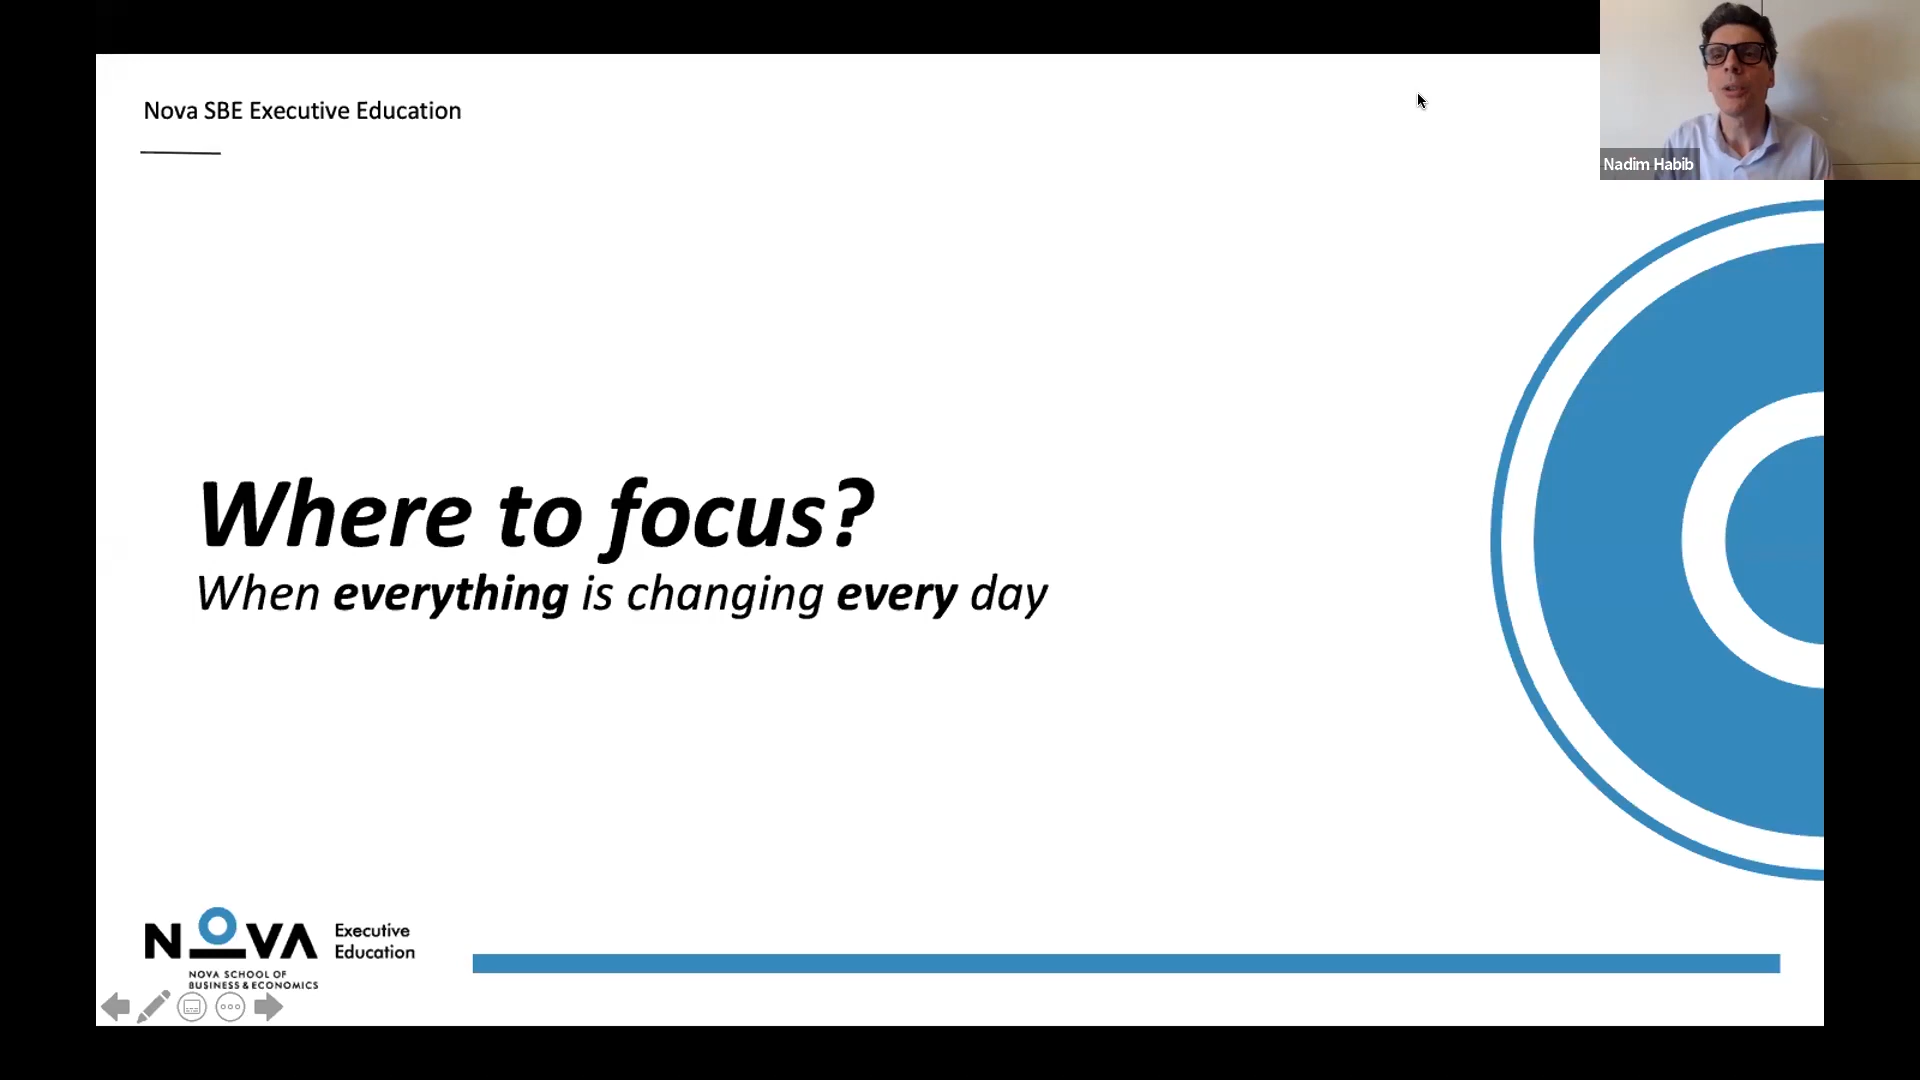 Nova SBE Executive Education
Nadim Habib
Where to focus?
When everything is changing every day
NOVA
Executive
Education
NOVA SCHOOL OF
BUSINESS & ECONOMICS